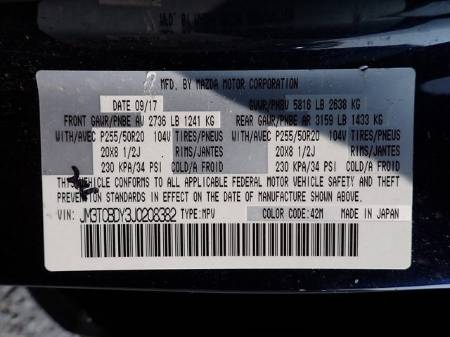 MFD. BY MAZDA MOTOR CORPORATION
DATE 09/17 GVWR/PNBV 5816 LB 2638 KG
FRONT GAWR/PNBE AV 2736 LB 1241 KG REAR GAWR/PNBE AR 3159 LB 1433 KG
WITH/AVEC P255/50R20 104V TIRES/PNEUS WITH/AVEC P255/50R20 104V TIRES/PNEUS
20X8 1/2J RIMS/JANTES 20X8 1/2J RIMS/JANTES
230 KPA/34 PSI COLD/A FROID 230 KPA/34 PSI COLD/A FROID
THIS VEHICLE CONFORMS TO ALL APPLICABLE FEDERAL MOTOR VEHICLE SAFETY AND THEFT
PREVENTION STANDARDS IN EFFECT ON THE DATE OF MANUFACTURE SHOWN ABOVE.
VIN: JM3TCBDY3J0208382 TYPE:MPV COLOR CODE:42M MADE IN JAPAN